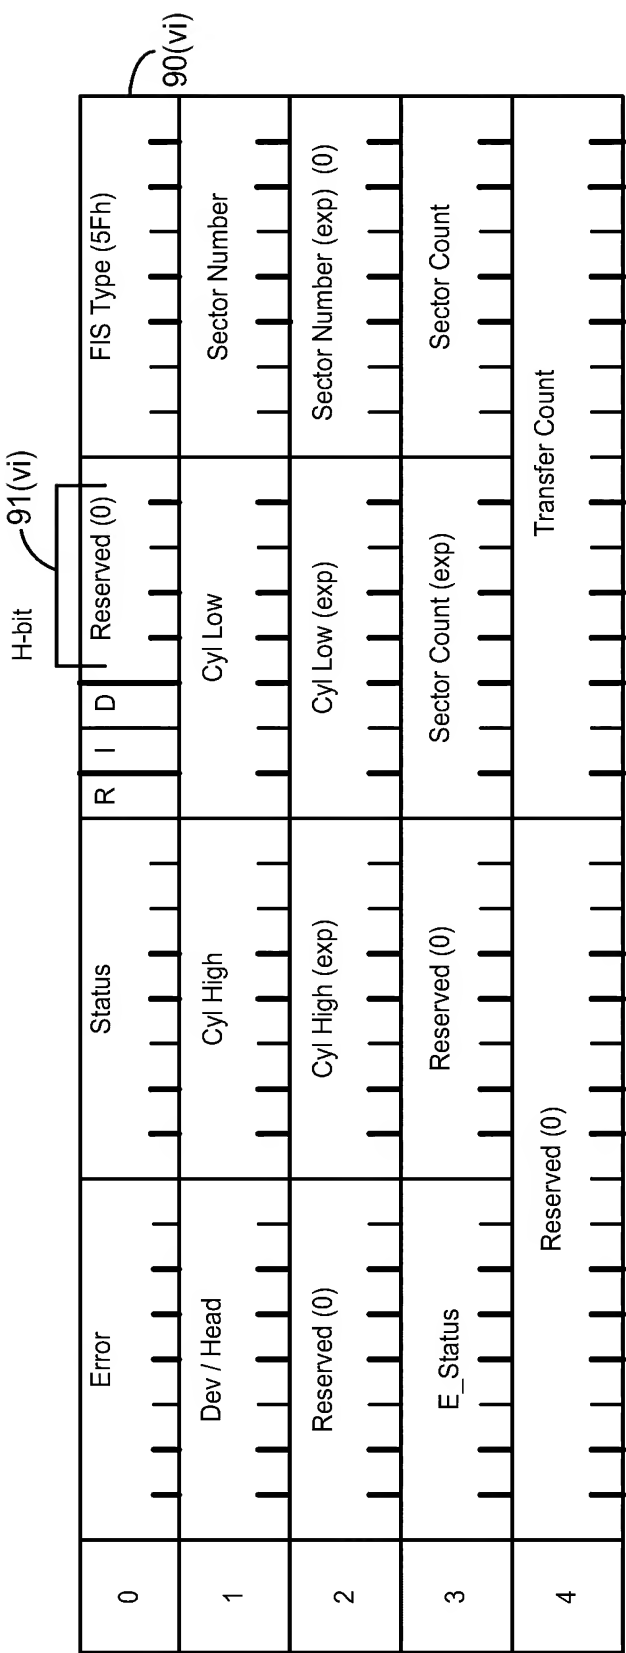 90(vi)
91(vi)
H-bit
0
Error
Status
R
I
D
Reserved (0)
FIS Type (5Fh)
1
Dev / Head
Cyl High
Cyl Low
Sector Number
2
Reserved (0)
Cyl High (exp)
Cyl Low (exp)
Sector Number (exp) (0)
3
E_Status
Reserved (0)
Sector Count (exp)
Sector Count
4
Reserved (0)
Transfer Count